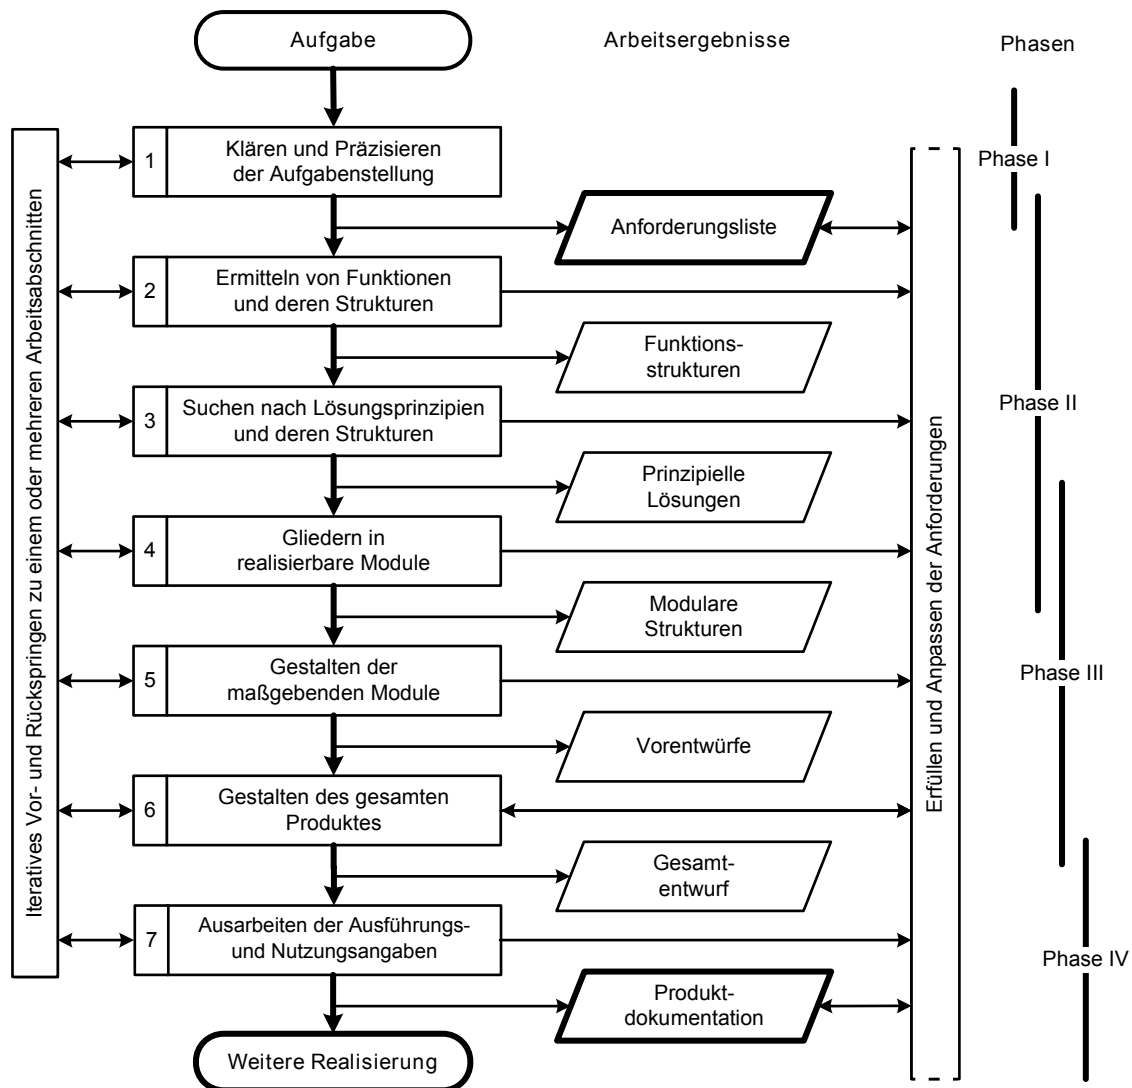 Aufgabe
Arbeitsergebnisse
Phasen
Iteratives Vor- und Rückspringen zu einem oder mehreren Arbeitsabschnitten
1
Klären und Präzisieren
der Aufgabenstellung
Phase I
Anforderungsliste
2
Ermitteln von Funktionen
und deren Strukturen
Funktions-
strukturen
3
Suchen nach Lösungsprinzipien
und deren Strukturen
Phase II
Prinzipielle
Lösungen
4
Gliedern in
realisierbare Module
Modulare
Strukturen
5
Gestalten der
maßgebenden Module
Phase III
Vorentwürfe
6
Gestalten des gesamten
Produktes
Gesamt-
entwurf
7
Ausarbeiten der Ausführungs-
und Nutzungsangaben
Phase IV
Produkt-
dokumentation
Weitere Realisierung
Erfüllen und Anpassen der Anforderungen